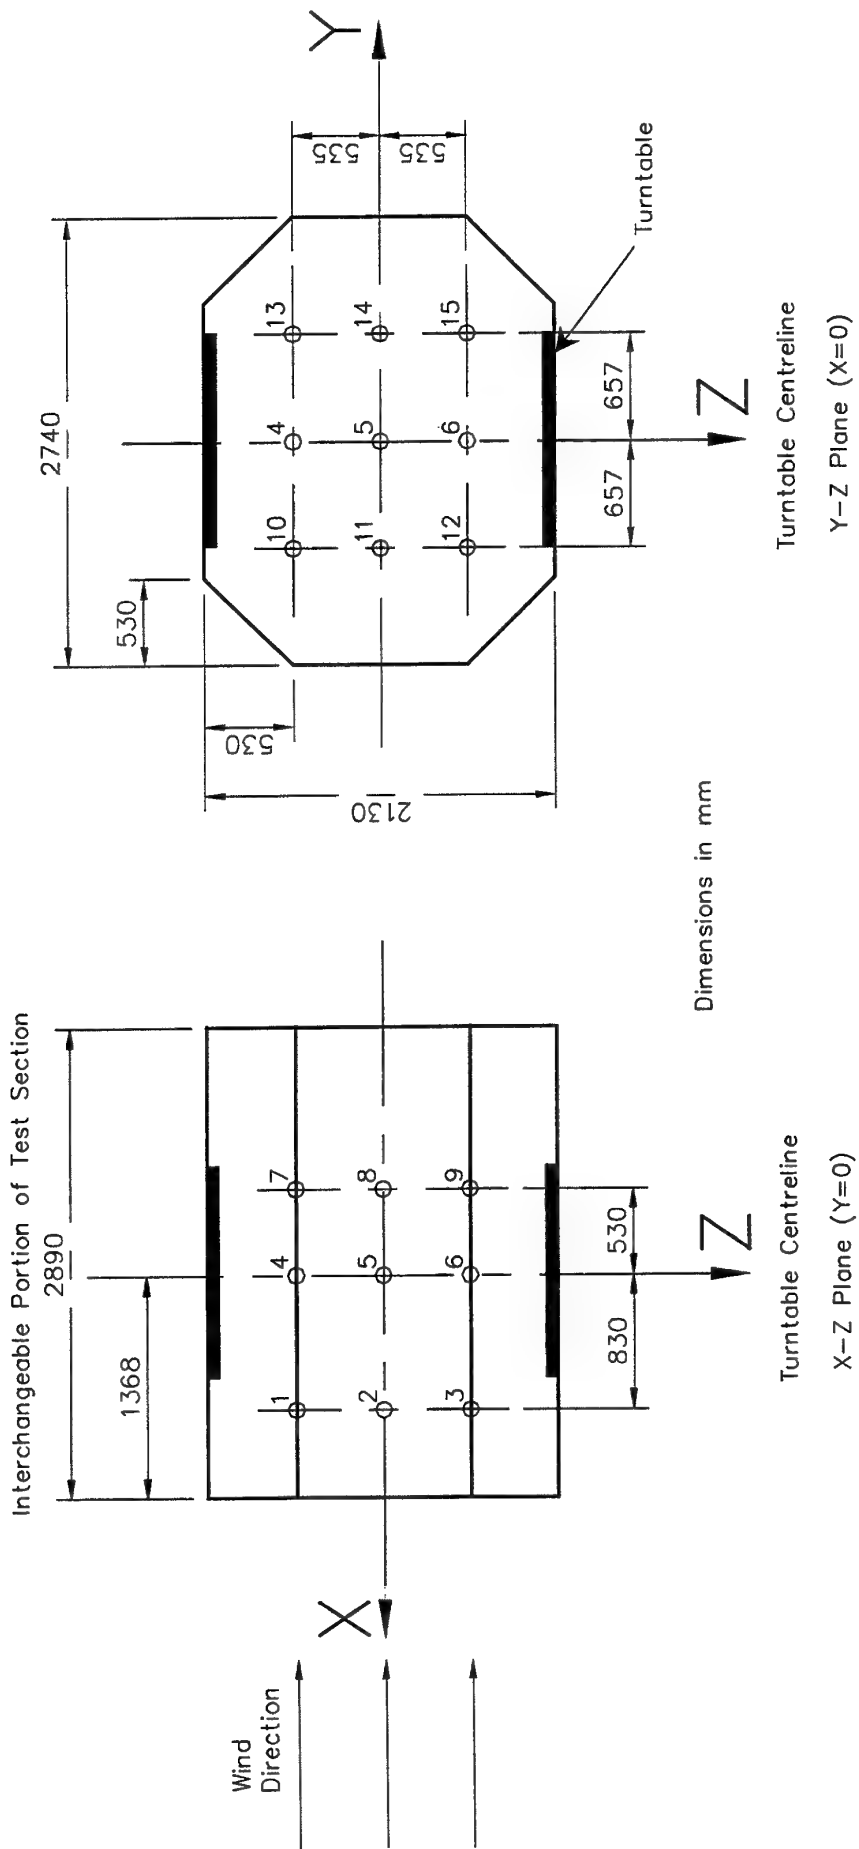 Interchangeable Portion of Test Section
2890
1368
Wind
Direction
X
1
2
3
4
5
6
7
8
9
830
530
Z
Turntable Centreline
X-Z Plane (Y=0)
Dimensions in mm
2740
530
530
2130
10
11
12
4
5
6
13
14
15
535
535
Y
Turntable
657
657
Z
Turntable Centreline
Y-Z Plane (X=0)